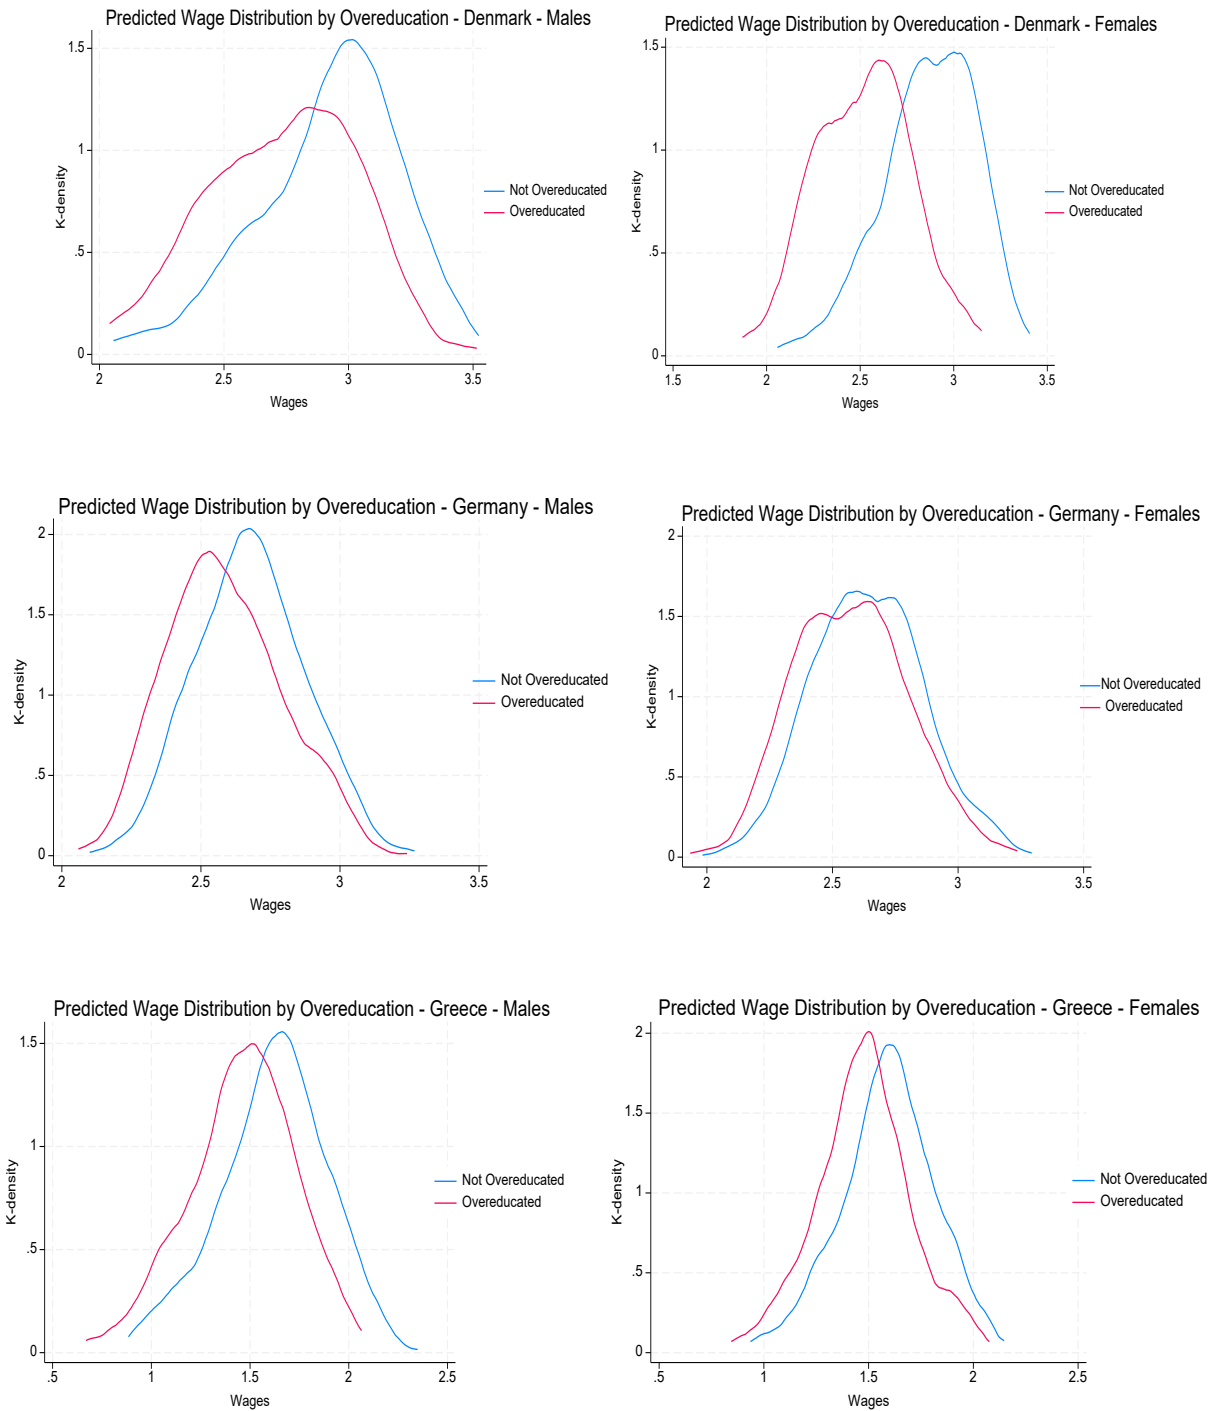 Predicted Wage Distribution by Overeducation - Denmark - Males
1.5
1
.5
0
K-density
2
2.5
3
3.5
Wages
Not Overeducated
Overeducated
Predicted Wage Distribution by Overeducation - Denmark - Females
1.5
1
.5
0
K-density
1.5
2
2.5
3
3.5
Wages
Not Overeducated
Overeducated
Predicted Wage Distribution by Overeducation - Germany - Males
2
1.5
1
.5
0
K-density
2
2.5
3
3.5
Wages
Not Overeducated
Overeducated
Predicted Wage Distribution by Overeducation - Germany - Females
2
1.5
1
.5
0
K-density
2
2.5
3
3.5
Wages
Not Overeducated
Overeducated
Predicted Wage Distribution by Overeducation - Greece - Males
1.5
1
.5
0
K-density
.5
1
1.5
2
2.5
Wages
Not Overeducated
Overeducated
Predicted Wage Distribution by Overeducation - Greece - Females
2
1.5
1
.5
0
K-density
.5
1
1.5
2
2.5
Wages
Not Overeducated
Overeducated